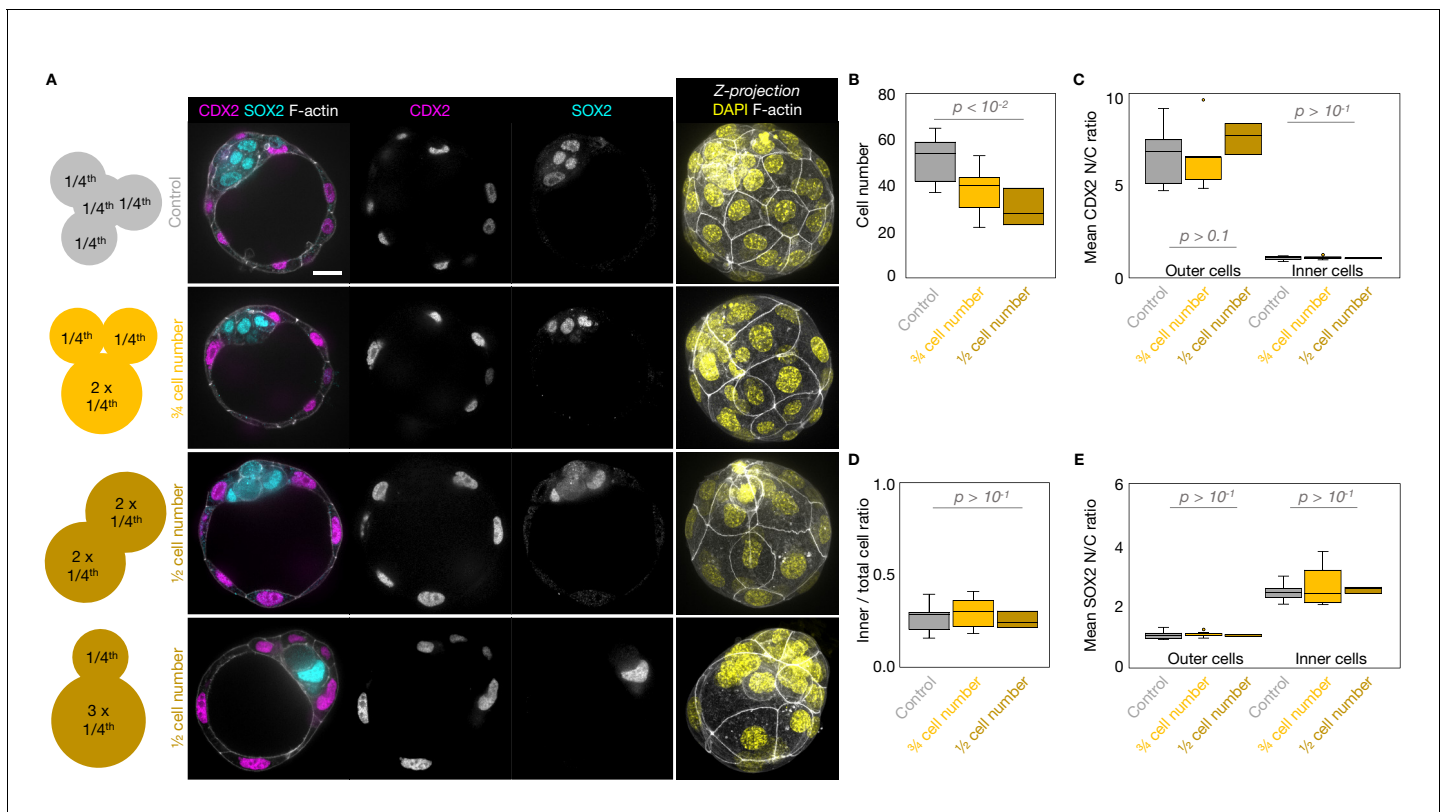 A
CDX2 SOX2 F-actin
CDX2
SOX2
Z-projection
DAPI F-actin
1/4th
1/4th 1/4th
1/4th
Control
1/4th 1/4th
2 x
1/4th
¾ cell number
2 x
1/4th
2 x
1/4th
½ cell number
1/4th
3 x
1/4th
½ cell number
B
80
60
40
20
0
Cell number
p < 10-2
Control
¾ cell number
½ cell number
C
10
5
0
Mean CDX2 N/C ratio
p > 10-1
p > 0.1
Outer cells
Inner cells
Control
¾ cell number
½ cell number
Control
¾ cell number
½ cell number
D
1.0
0.5
0.0
Inner / total cell ratio
p > 10-1
Control
¾ cell number
½ cell number
E
6
4
2
0
Mean SOX2 N/C ratio
p > 10-1
p > 10-1
Outer cells
Inner cells
Control
¾ cell number
½ cell number
Control
¾ cell number
½ cell number